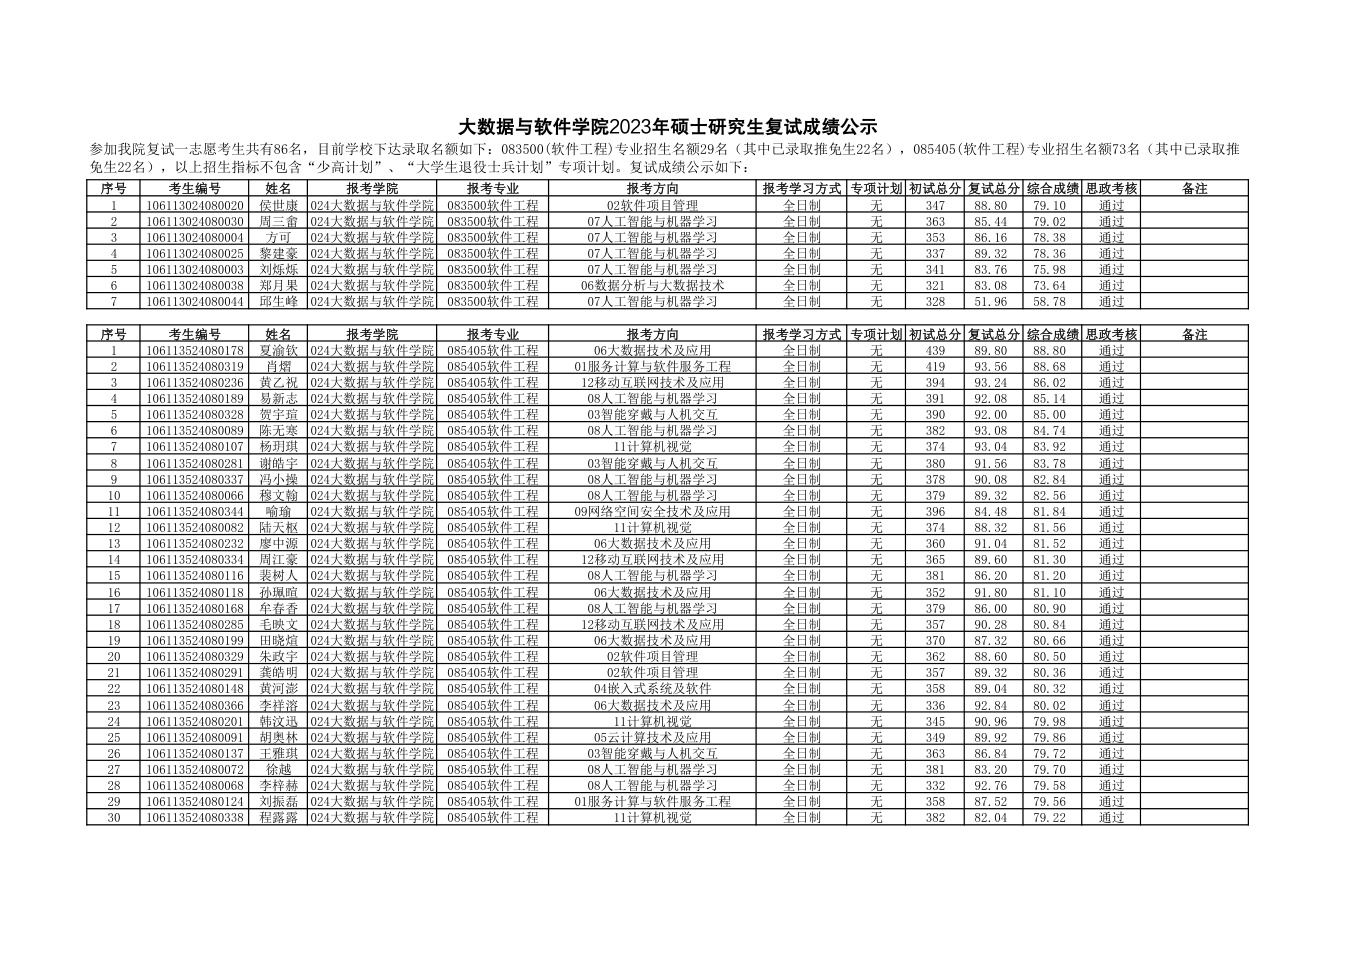 大数据与软件学院2023年硕士研究生复试成绩公示
参加我院复试一志愿考生共有86名，目前学校下达录取名额如下：083500(软件工程)专业招生名额29名（其中已录取推免生22名），085405(软件工程)专业招生名额73名（其中已录取推
免生22名），以上招生指标不包含“少高计划”、“大学生退役士兵计划”专项计划。复试成绩公示如下：
序号 考生编号 姓名 报考学院 报考专业 报考方向 报考学习方式 专项计划 初试总分 复试总分 综合成绩 思政考核 备注
1 106113024080020 侯世康 024大数据与软件学院 083500软件工程 02软件项目管理 全日制 无 347 88.80 79.10 通过
2 106113024080030 周三畲 024大数据与软件学院 083500软件工程 07人工智能与机器学习 全日制 无 363 85.44 79.02 通过
3 106113024080004 方可 024大数据与软件学院 083500软件工程 07人工智能与机器学习 全日制 无 353 86.16 78.38 通过
4 106113024080025 黎建豪 024大数据与软件学院 083500软件工程 07人工智能与机器学习 全日制 无 337 89.32 78.36 通过
5 106113024080003 刘烁烁 024大数据与软件学院 083500软件工程 07人工智能与机器学习 全日制 无 341 83.76 75.98 通过
6 106113024080038 郑月果 024大数据与软件学院 083500软件工程 06数据分析与大数据技术 全日制 无 321 83.08 73.64 通过
7 106113024080044 邱生峰 024大数据与软件学院 083500软件工程 07人工智能与机器学习 全日制 无 328 51.96 58.78 通过
序号 考生编号 姓名 报考学院 报考专业 报考方向 报考学习方式 专项计划 初试总分 复试总分 综合成绩 思政考核 备注
1 106113524080178 夏渝钦 024大数据与软件学院 085405软件工程 06大数据技术及应用 全日制 无 439 89.80 88.80 通过
2 106113524080319 肖熠 024大数据与软件学院 085405软件工程 01服务计算与软件服务工程 全日制 无 419 93.56 88.68 通过
3 106113524080236 黄乙祝 024大数据与软件学院 085405软件工程 12移动互联网技术及应用 全日制 无 394 93.24 86.02 通过
4 106113524080189 易新志 024大数据与软件学院 085405软件工程 08人工智能与机器学习 全日制 无 391 92.08 85.14 通过
5 106113524080328 贺宇瑄 024大数据与软件学院 085405软件工程 03智能穿戴与人机交互 全日制 无 390 92.00 85.00 通过
6 106113524080089 陈无寒 024大数据与软件学院 085405软件工程 08人工智能与机器学习 全日制 无 382 93.08 84.74 通过
7 106113524080107 杨玥琪 024大数据与软件学院 085405软件工程 11计算机视觉 全日制 无 374 93.04 83.92 通过
8 106113524080281 谢皓宇 024大数据与软件学院 085405软件工程 03智能穿戴与人机交互 全日制 无 380 91.56 83.78 通过
9 106113524080337 冯小操 024大数据与软件学院 085405软件工程 08人工智能与机器学习 全日制 无 378 90.08 82.84 通过
10 106113524080066 穆文翰 024大数据与软件学院 085405软件工程 08人工智能与机器学习 全日制 无 379 89.32 82.56 通过
11 106113524080344 喻瑜 024大数据与软件学院 085405软件工程 09网络空间安全技术及应用 全日制 无 396 84.48 81.84 通过
12 106113524080082 陆天枢 024大数据与软件学院 085405软件工程 11计算机视觉 全日制 无 374 88.32 81.56 通过
13 106113524080232 廖中源 024大数据与软件学院 085405软件工程 06大数据技术及应用 全日制 无 360 91.04 81.52 通过
14 106113524080334 周江豪 024大数据与软件学院 085405软件工程 12移动互联网技术及应用 全日制 无 365 89.60 81.30 通过
15 106113524080116 裴树人 024大数据与软件学院 085405软件工程 08人工智能与机器学习 全日制 无 381 86.20 81.20 通过
16 106113524080118 孙珮暄 024大数据与软件学院 085405软件工程 06大数据技术及应用 全日制 无 352 91.80 81.10 通过
17 106113524080168 牟春香 024大数据与软件学院 085405软件工程 08人工智能与机器学习 全日制 无 379 86.00 80.90 通过
18 106113524080285 毛映文 024大数据与软件学院 085405软件工程 12移动互联网技术及应用 全日制 无 357 90.28 80.84 通过
19 106113524080199 田晓煊 024大数据与软件学院 085405软件工程 06大数据技术及应用 全日制 无 370 87.32 80.66 通过
20 106113524080329 朱政宇 024大数据与软件学院 085405软件工程 02软件项目管理 全日制 无 362 88.60 80.50 通过
21 106113524080291 龚皓明 024大数据与软件学院 085405软件工程 02软件项目管理 全日制 无 357 89.32 80.36 通过
22 106113524080148 黄河澎 024大数据与软件学院 085405软件工程 04嵌入式系统及软件 全日制 无 358 89.04 80.32 通过
23 106113524080366 李祥溶 024大数据与软件学院 085405软件工程 06大数据技术及应用 全日制 无 336 92.84 80.02 通过
24 106113524080201 韩汶迅 024大数据与软件学院 085405软件工程 11计算机视觉 全日制 无 345 90.96 79.98 通过
25 106113524080091 胡奥林 024大数据与软件学院 085405软件工程 05云计算技术及应用 全日制 无 349 89.92 79.86 通过
26 106113524080137 王雅琪 024大数据与软件学院 085405软件工程 03智能穿戴与人机交互 全日制 无 363 86.84 79.72 通过
27 106113524080072 徐越 024大数据与软件学院 085405软件工程 08人工智能与机器学习 全日制 无 381 83.20 79.70 通过
28 106113524080068 李梓赫 024大数据与软件学院 085405软件工程 08人工智能与机器学习 全日制 无 332 92.76 79.58 通过
29 106113524080124 刘振磊 024大数据与软件学院 085405软件工程 01服务计算与软件服务工程 全日制 无 358 87.52 79.56 通过
30 106113524080338 程露露 024大数据与软件学院 085405软件工程 11计算机视觉 全日制 无 382 82.04 79.22 通过